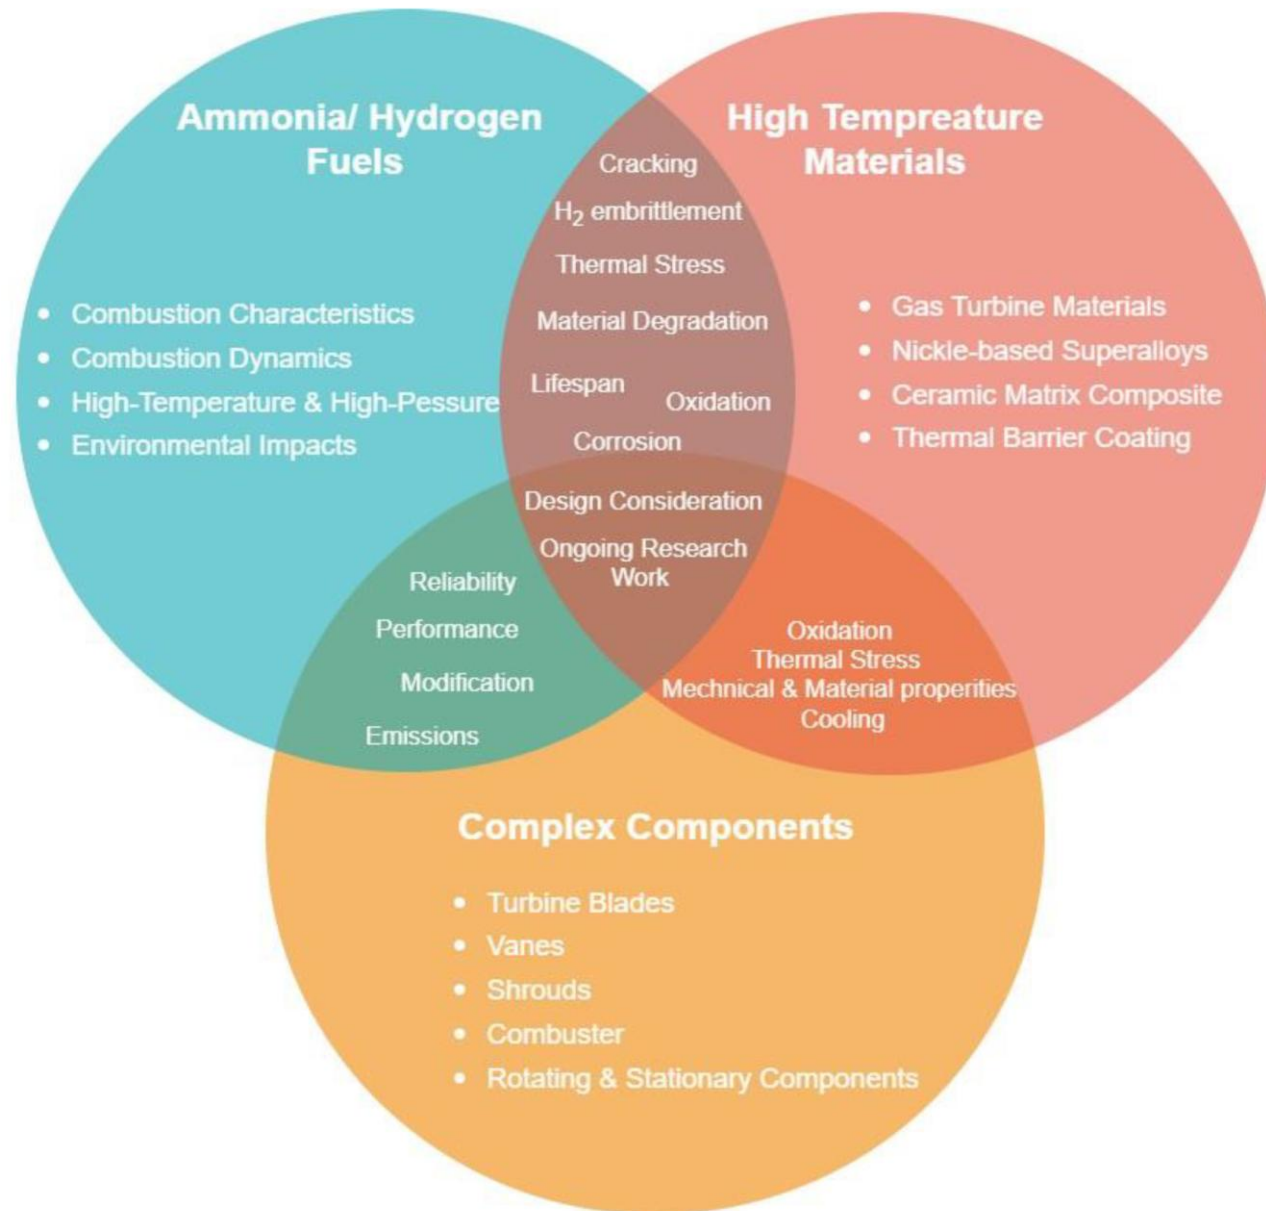 Ammonia/ Hydrogen
Fuels
• Combustion Characteristics
• Combustion Dynamics
• High-Temperature & High-Pessure
• Environmental Impacts
High Tempreature
Materials
• Gas Turbine Materials
• Nickle-based Superalloys
• Ceramic Matrix Composite
• Thermal Barrier Coating
Cracking
H₂ embrittlement
Thermal Stress
Material Degradation
Lifespan
Oxidation
Corrosion
Design Consideration
Ongoing Research
Work
Reliability
Performance
Modification
Emissions
Oxidation
Thermal Stress
Mechnical & Material properities
Cooling
Complex Components
• Turbine Blades
• Vanes
• Shrouds
• Combuster
• Rotating & Stationary Components